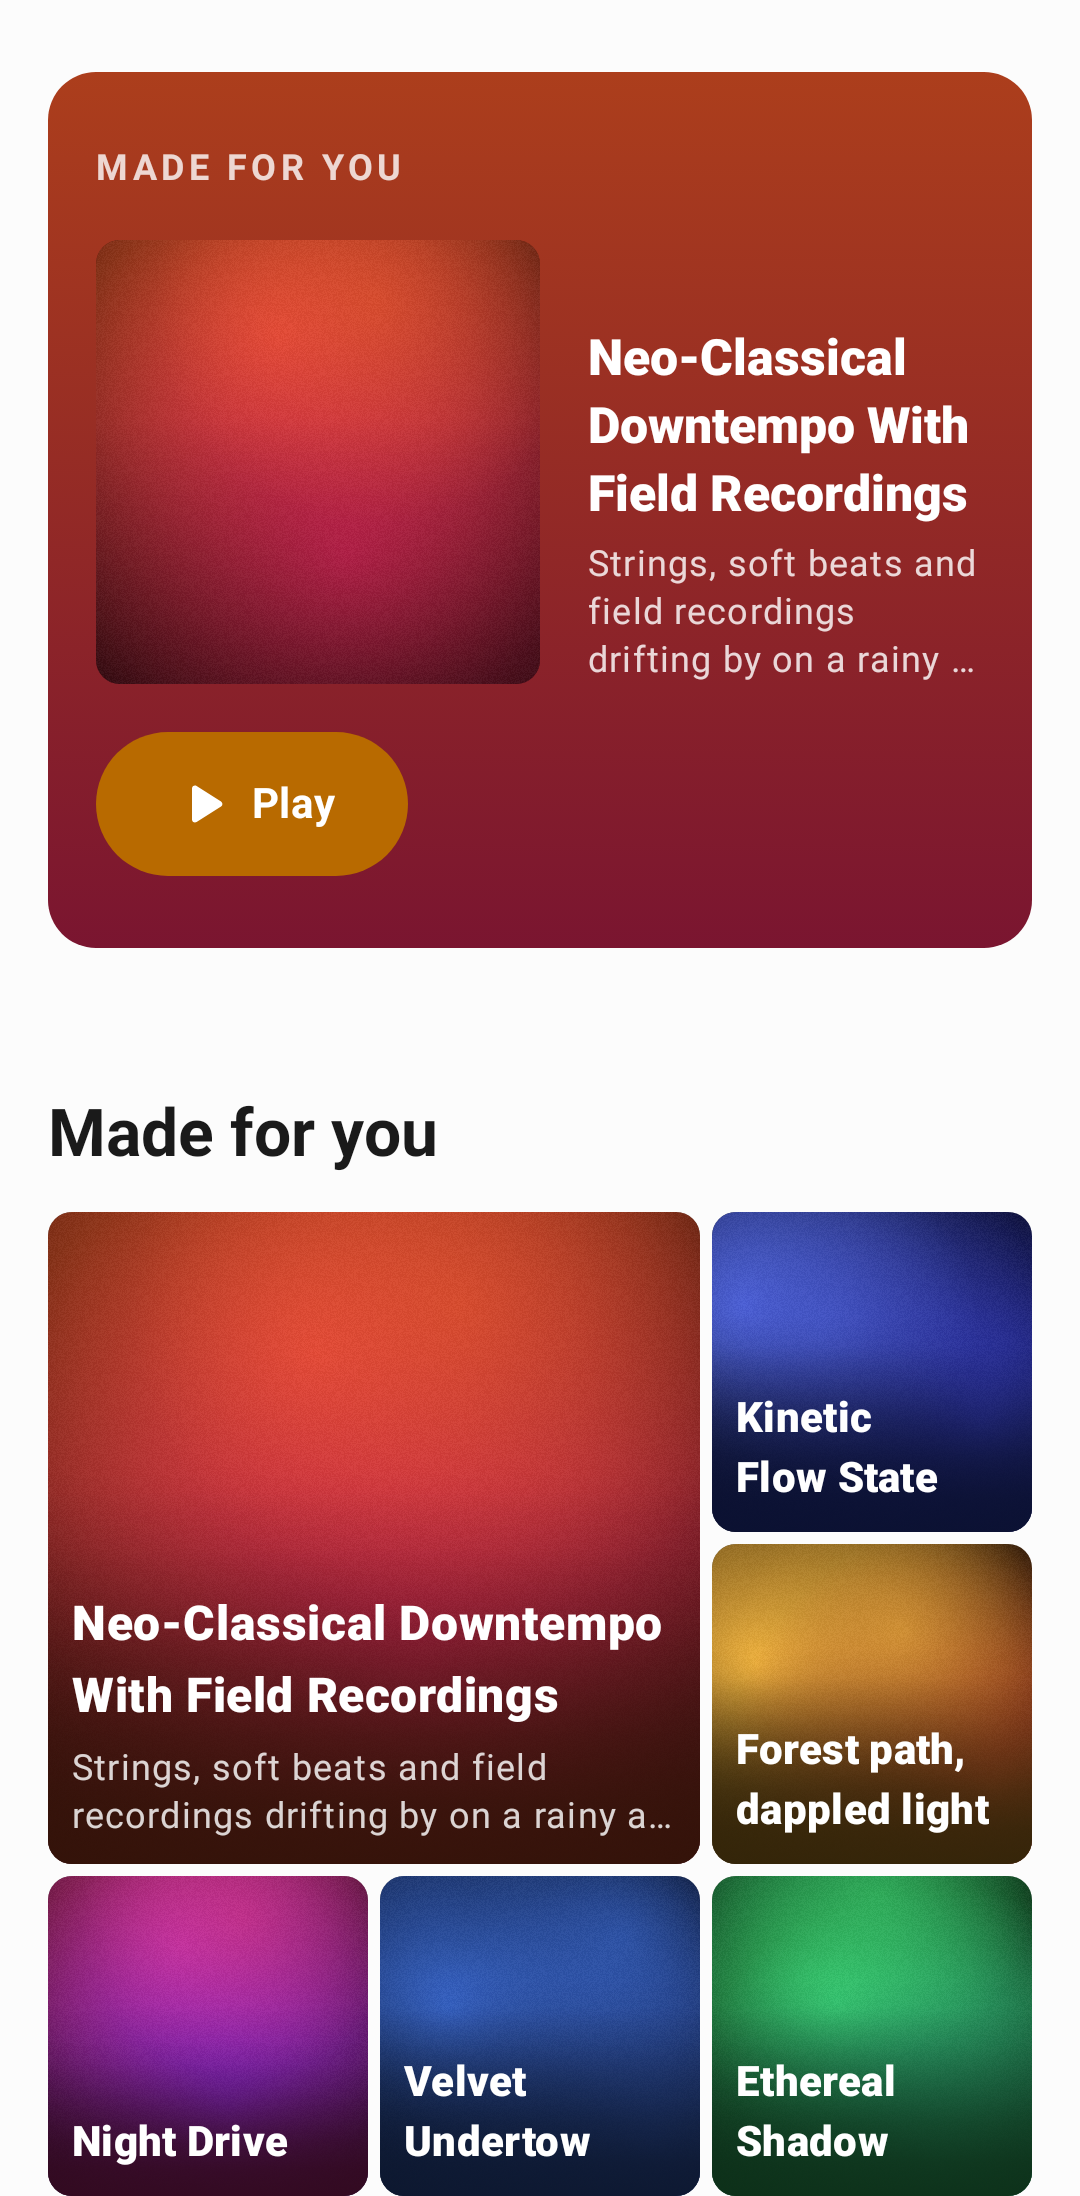 MADE FOR YOU
Neo-Classical
Downtempo With
Field Recordings
Strings, soft beats and
field recordings
drifting by on a rainy …
Play
Made for you
Neo-Classical Downtempo
With Field Recordings
Strings, soft beats and field
recordings drifting by on a rainy a…
Kinetic
Flow State
Forest path,
dappled light
Night Drive
Velvet
Undertow
Ethereal
Shadow